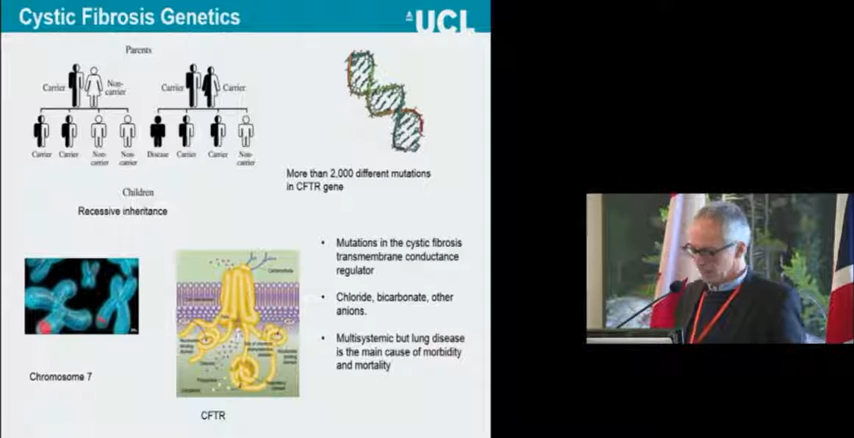 Cystic Fibrosis Genetics
UCL
Parents
Carrier
Non-
carrier
Carrier
Carrier
Carrier
Carrier
Non-
carrier
Non-
carrier
Disease
Carrier
Carrier
Non-
carrier
Children
Recessive inheritance
More than 2,000 different mutations
in CFTR gene
• Mutations in the cystic fibrosis
transmembrane conductance
regulator
• Chloride, bicarbonate, other
anions.
• Multisystemic but lung disease
is the main cause of morbidity
and mortality
Chromosome 7
CFTR